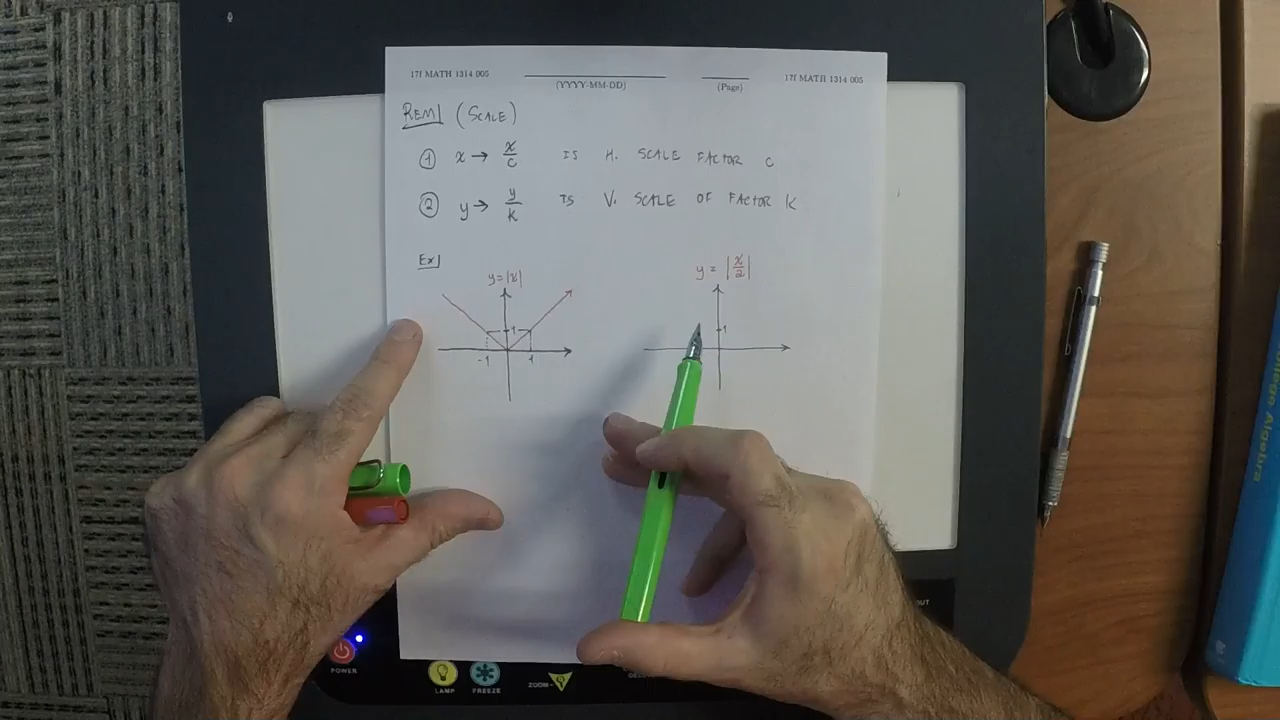 17f MATH 1314 005 (YYYY-MM-DD) (Page) 17f MATH 1314 005
REM (SCALE)
① x → x/c IS H. SCALE FACTOR C
② y → y/k IS V. SCALE OF FACTOR K
EX
y = |x|
y = |x/2|
1
1
-1 1
POWER
LAMP FREEZE ZOOM-
College Algebra